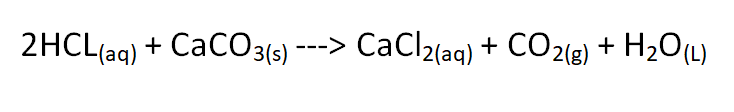 2HCL(aq) + CaCO3(s) ---> CaCl2(aq) + CO2(g) + H2O(L)